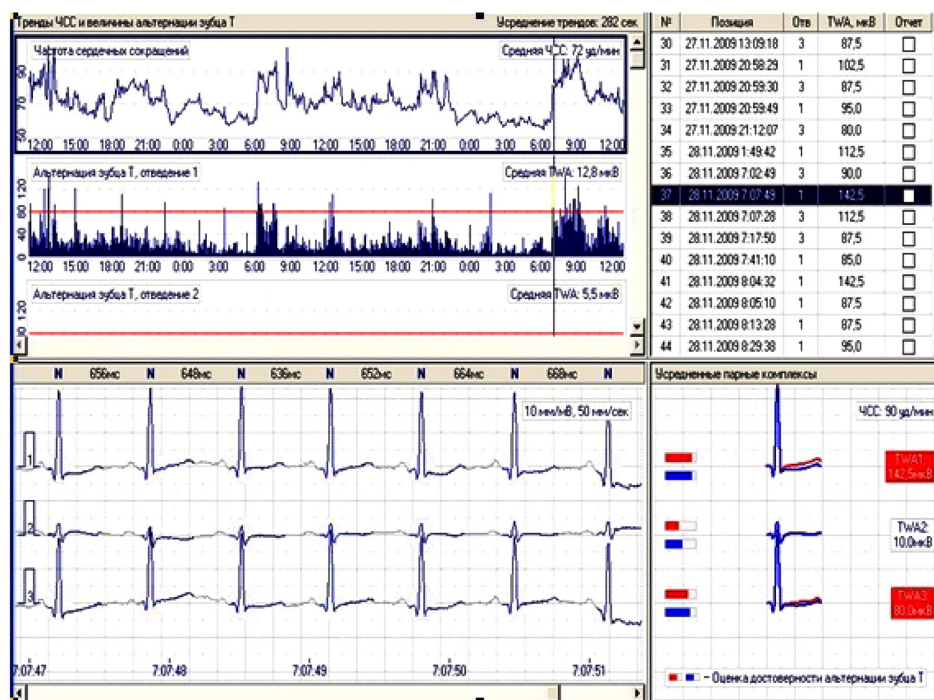 Тренды ЧСС и величины альтернации зубца Т
Усреднение трендов: 282 сек
Частота сердечных сокращений
Средняя ЧСС: 72 уд/мин
12:00 15:00 18:00 21:00 0:00 3:00 6:00 9:00 12:00 15:00 18:00 21:00 0:00 3:00 6:00 9:00 12:00
Альтернация зубца Т, отведение 1
Средняя TWA: 12,8 мкВ
0 40 80 120
12:00 15:00 18:00 21:00 0:00 3:00 6:00 9:00 12:00 15:00 18:00 21:00 0:00 3:00 6:00 9:00 12:00
Альтернация зубца Т, отведение 2
Средняя TWA: 5,5 мкВ
120
№ Позиция Отв TWA, мкВ Отчет
30 27.11.2009 13:09:18 3 87,5
31 27.11.2009 20:58:29 1 102,5
32 27.11.2009 20:59:30 3 87,5
33 27.11.2009 20:59:49 1 95,0
34 27.11.2009 21:12:07 3 80,0
35 28.11.2009 1:49:42 1 112,5
36 28.11.2009 7:02:49 3 90,0
37 28.11.2009 7:07:49 1 142,5
38 28.11.2009 7:07:28 3 112,5
39 28.11.2009 7:17:50 3 87,5
40 28.11.2009 7:41:10 1 85,0
41 28.11.2009 8:04:32 1 142,5
42 28.11.2009 8:05:10 1 87,5
43 28.11.2009 8:13:28 1 87,5
44 28.11.2009 8:29:38 1 95,0
N 656мс N 648мс N 636мс N 652мс N 664мс N 668мс N
10 мм/мВ, 50 мм/сек
1
2
3
7:07:47 7:07:48 7:07:49 7:07:50 7:07:51
Усредненные парные комплексы
ЧСС: 90 уд/мин
TWA1:
142,5мкВ
TWA2:
10,0мкВ
TWA3:
80,0мкВ
- Оценка достоверности альтернации зубца Т